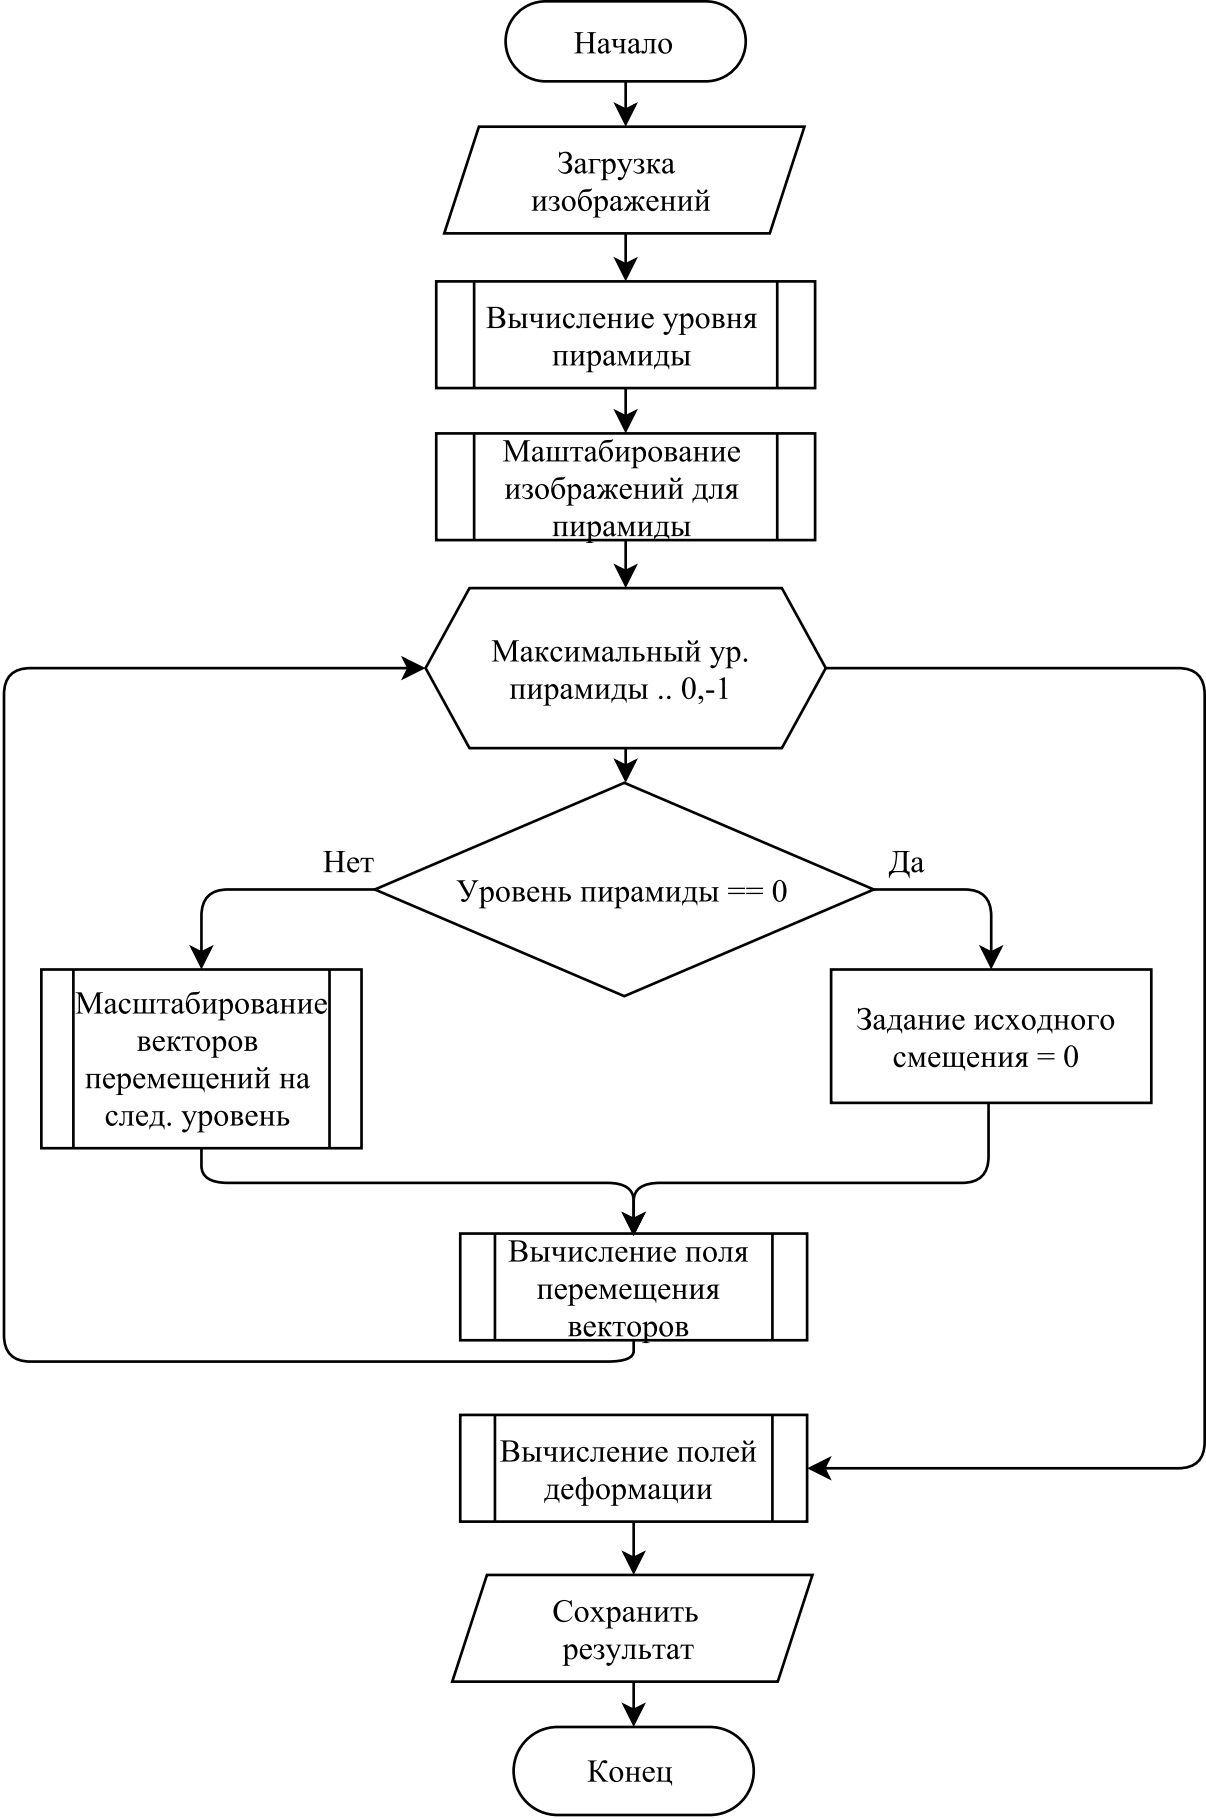 Начало
Загрузка
изображений
Вычисление уровня
пирамиды
Маштабирование
изображений для
пирамиды
Максимальный ур.
пирамиды .. 0,-1
Нет
Да
Уровень пирамиды == 0
Масштабирование
векторов
перемещений на
след. уровень
Задание исходного
смещения = 0
Вычисление поля
перемещения
векторов
Вычисление полей
деформации
Сохранить
результат
Конец